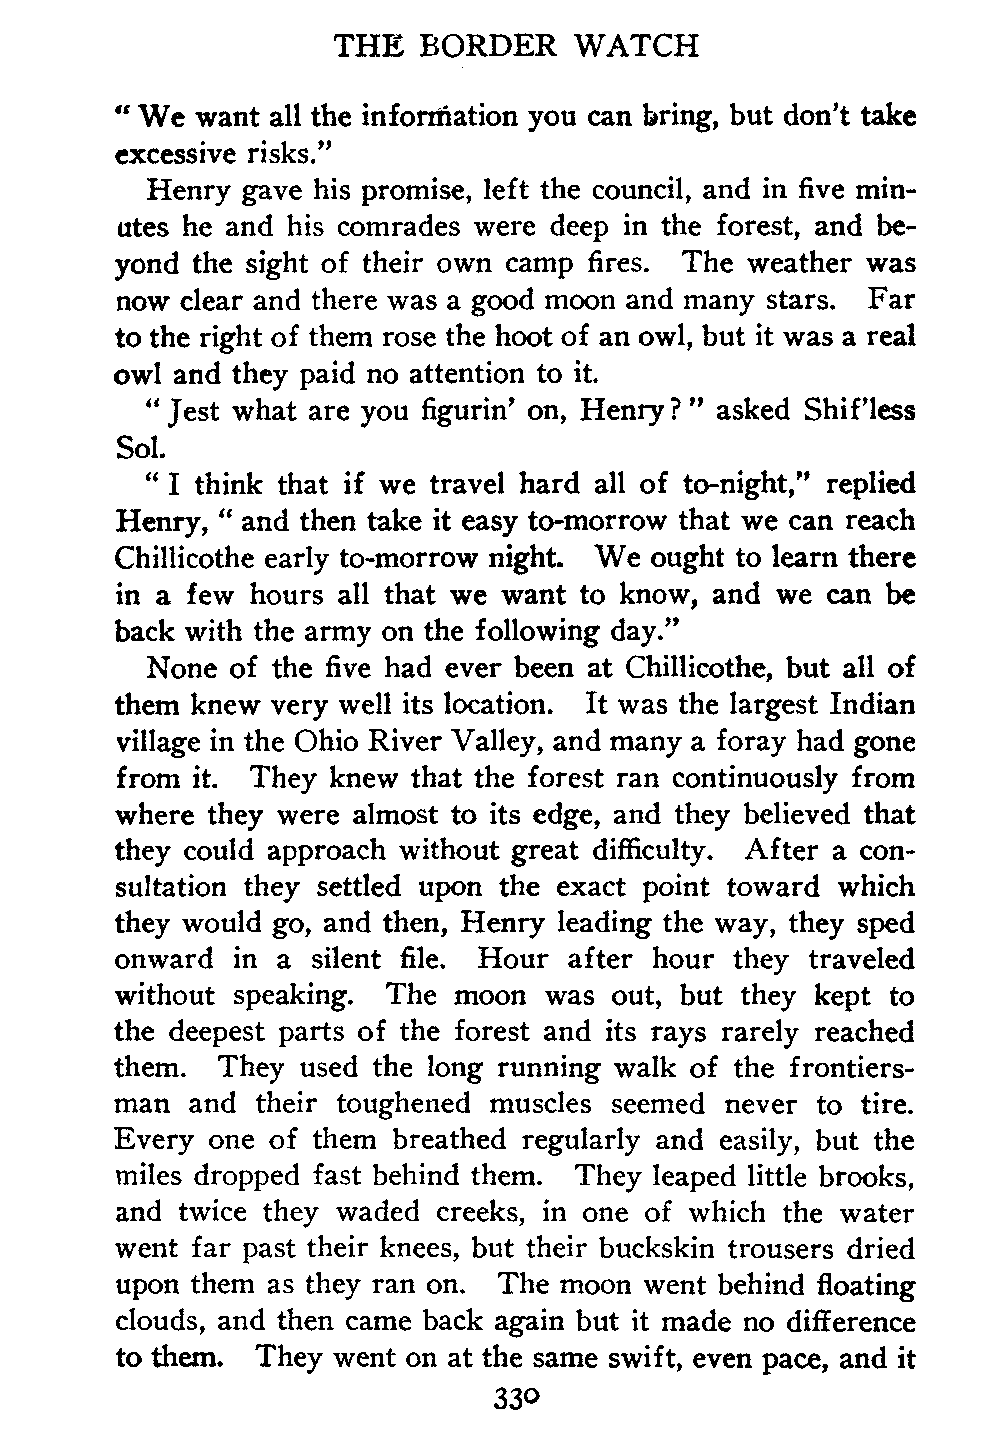 THE BORDER WATCH
“ We want all the information you can bring, but don't take
excessive risks.”
Henry gave his promise, left the council, and in five min-
utes he and his comrades were deep in the forest, and be-
yond the sight of their own camp fires. The weather was
now clear and there was a good moon and many stars. Far
to the right of them rose the hoot of an owl, but it was a real
owl and they paid no attention to it.
“ Jest what are you figurin' on, Henry? ” asked Shif'less
Sol.
“ I think that if we travel hard all of to-night,” replied
Henry, “ and then take it easy to-morrow that we can reach
Chillicothe early to-morrow night. We ought to learn there
in a few hours all that we want to know, and we can be
back with the army on the following day.”
None of the five had ever been at Chillicothe, but all of
them knew very well its location. It was the largest Indian
village in the Ohio River Valley, and many a foray had gone
from it. They knew that the forest ran continuously from
where they were almost to its edge, and they believed that
they could approach without great difficulty. After a con-
sultation they settled upon the exact point toward which
they would go, and then, Henry leading the way, they sped
onward in a silent file. Hour after hour they traveled
without speaking. The moon was out, but they kept to
the deepest parts of the forest and its rays rarely reached
them. They used the long running walk of the frontiers-
man and their toughened muscles seemed never to tire.
Every one of them breathed regularly and easily, but the
miles dropped fast behind them. They leaped little brooks,
and twice they waded creeks, in one of which the water
went far past their knees, but their buckskin trousers dried
upon them as they ran on. The moon went behind floating
clouds, and then came back again but it made no difference
to them. They went on at the same swift, even pace, and it
330